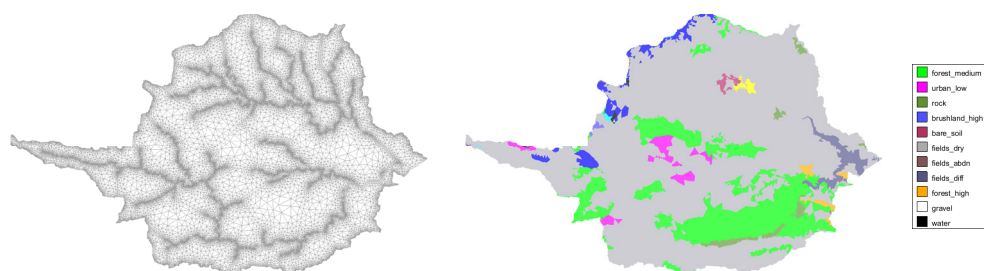 forest_medium
urban_low
rock
brushland_high
bare_soil
fields_dry
fields_abdn
fields_diff
forest_high
gravel
water